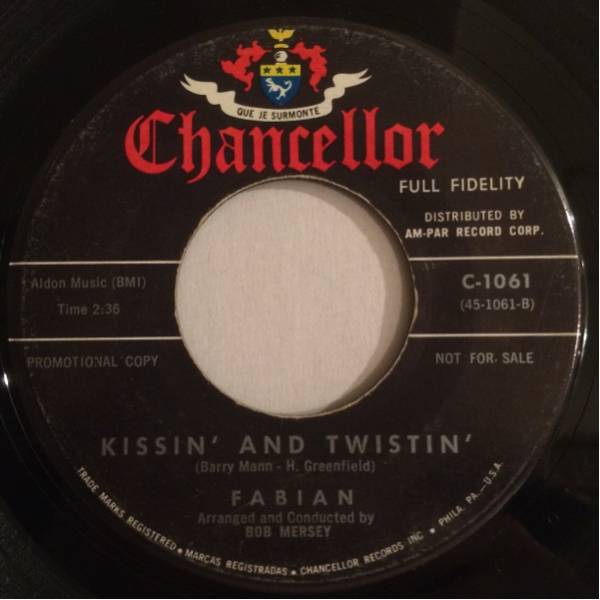 QUE JE SURMONTE
Chancellor
FULL FIDELITY
DISTRIBUTED BY
AM-PAR RECORD CORP.
Aldon Music (BMI)
Time 2:36
C-1061
(45-1061-B)
PROMOTIONAL COPY
NOT FOR SALE
KISSIN' AND TWISTIN'
(Barry Mann - H. Greenfield)
FABIAN
Arranged and Conducted by
BOB MERSEY
TRADE MARKS REGISTERED • MARCAS REGISTRADAS • CHANCELLOR RECORDS INC • PHILA. PA., U.S.A.